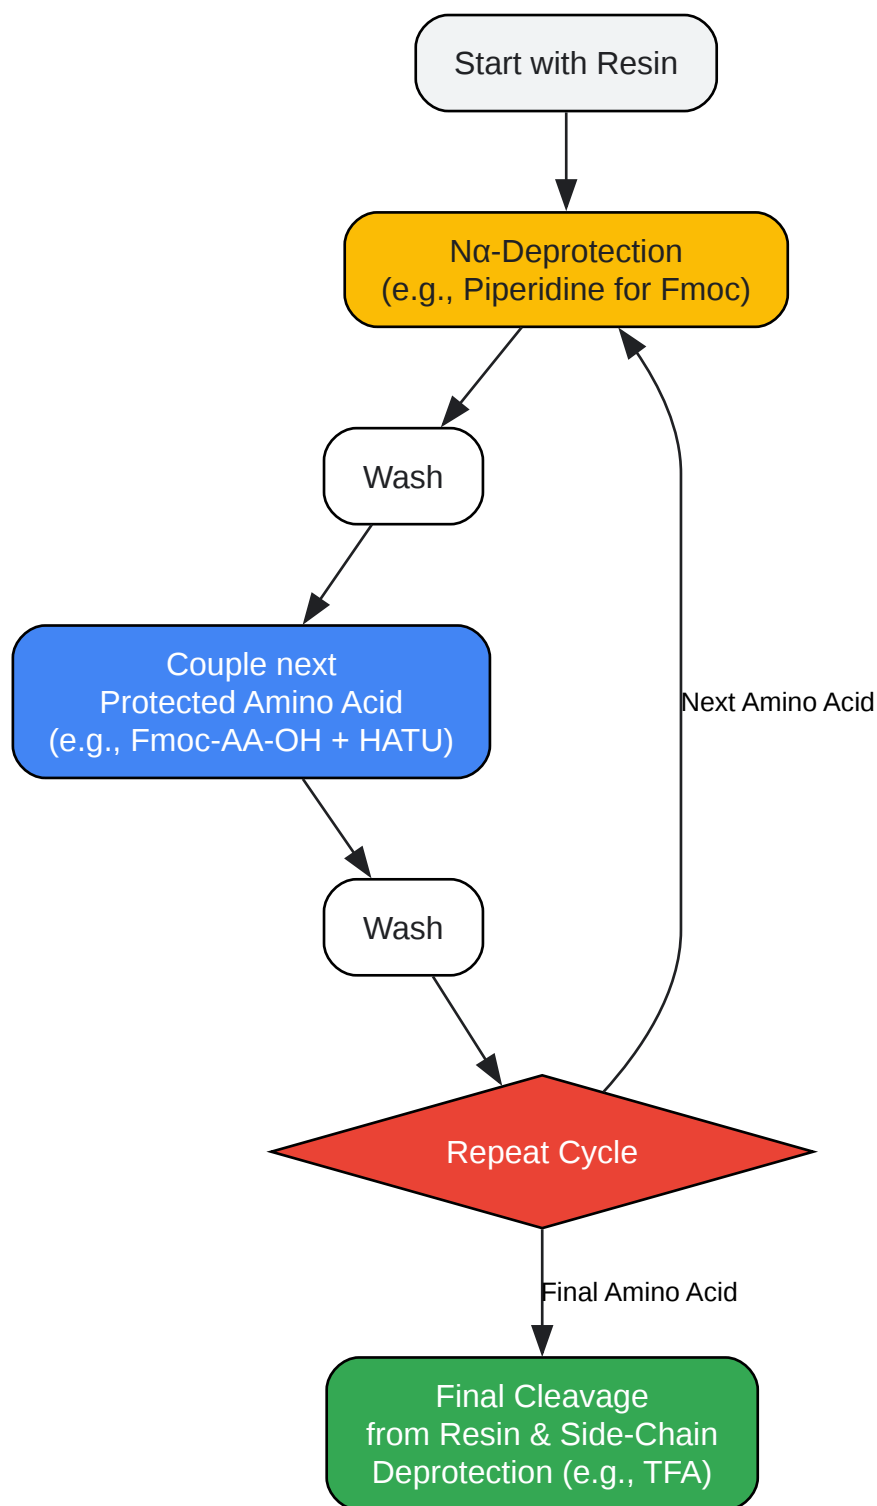 Start with Resin
Nα-Deprotection
(e.g., Piperidine for Fmoc)
Wash
Couple next
Protected Amino Acid
(e.g., Fmoc-AA-OH + HATU)
Next Amino Acid
Wash
Repeat Cycle
Final Amino Acid
Final Cleavage
from Resin & Side-Chain
Deprotection (e.g., TFA)